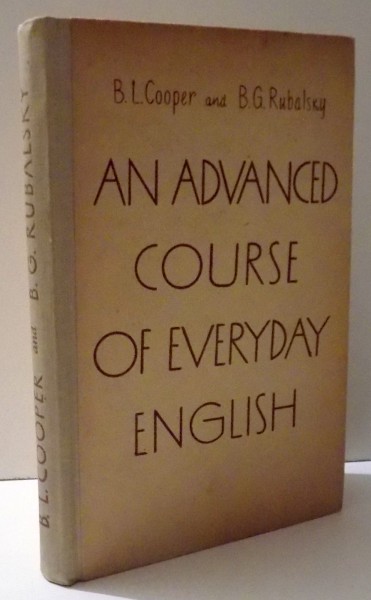 B. L. Cooper and B. G. Rubalsky
AN ADVANCED
COURSE
OF EVERYDAY
ENGLISH
B. L. COOPER and B. G. RUBALSKY